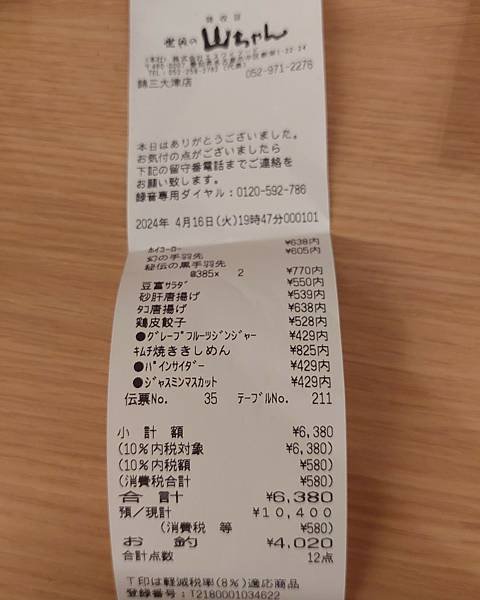 世界の山ちゃん
052-971-2276
錦三大津店
本日はありがとうございました。
お気付の点がございましたら
下記の留守番電話までご連絡を
お願い致します。
録音専用ダイヤル:0120-592-786
2024年 4月16日(火)19時47分000101
ホイコーロー ¥638内
幻の手羽先 ¥605内
秘伝の黒手羽先
@385x 2 ¥770内
豆富ｻﾗﾀﾞ ¥550内
砂肝唐揚げ ¥539内
ﾀｺ唐揚げ ¥638内
鶏皮餃子 ¥528内
●ｸﾞﾚｰﾌﾟﾌﾙｰﾂｼﾞﾝｼﾞｬｰ ¥429内
ｷﾑﾁ焼ききしめん ¥825内
●ﾊﾟｲﾝｻｲﾀﾞｰ ¥429内
●ｼﾞｬｽﾐﾝﾏｽｶｯﾄ ¥429内
伝票No. 35 ﾃｰﾌﾞﾙNo. 211
小 計 額 ¥6,380
(10%内税対象 ¥6,380)
(10%内税額 ¥580)
(消費税合計 ¥580)
合 計 ¥6,380
預/現計 ¥10,400
(消費税 等 ¥580)
お 釣 ¥4,020
合計点数 12点
T印は軽減税率(8%)適応商品
登録番号:T2180001034622